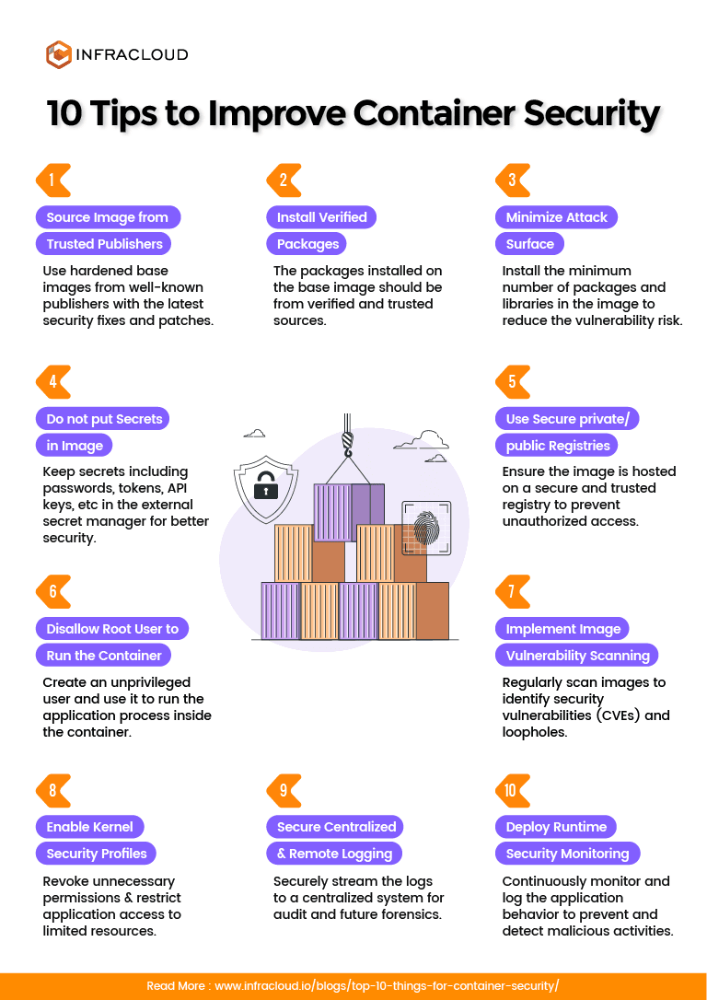 INFRACLOUD
10 Tips to Improve Container Security
1
Source Image from
Trusted Publishers
Use hardened base
images from well-known
publishers with the latest
security fixes and patches.
2
Install Verified
Packages
The packages installed on
the base image should be
from verified and trusted
sources.
3
Minimize Attack
Surface
Install the minimum
number of packages and
libraries in the image to
reduce the vulnerability risk.
4
Do not put Secrets
in Image
Keep secrets including
passwords, tokens, API
keys, etc in the external
secret manager for better
security.
5
Use Secure private/
public Registries
Ensure the image is hosted
on a secure and trusted
registry to prevent
unauthorized access.
6
Disallow Root User to
Run the Container
Create an unprivileged
user and use it to run the
application process inside
the container.
7
Implement Image
Vulnerability Scanning
Regularly scan images to
identify security
vulnerabilities (CVEs) and
loopholes.
8
Enable Kernel
Security Profiles
Revoke unnecessary
permissions & restrict
application access to
limited resources.
9
Secure Centralized
& Remote Logging
Securely stream the logs
to a centralized system for
audit and future forensics.
10
Deploy Runtime
Security Monitoring
Continuously monitor and
log the application
behavior to prevent and
detect malicious activities.
Read More : www.infracloud.io/blogs/top-10-things-for-container-security/